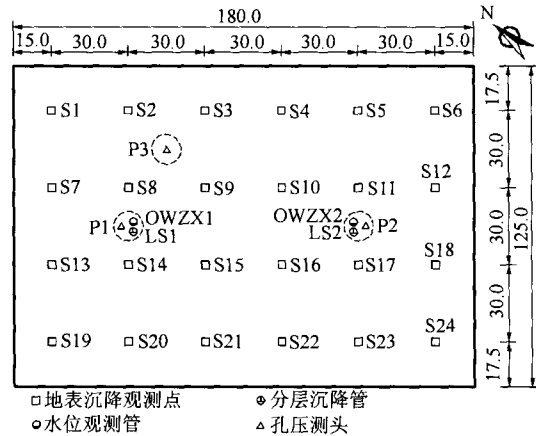 180.0
N
15.0 30.0 30.0 30.0 30.0 30.0 15.0
S1 S2 S3 S4 S5 S6
17.5
P3
30.0
S12
S7 S8 S9 S10 S11
OWZX1 OWZX2
P1 P2
LS1 LS2
30.0
125.0
S18
S13 S14 S15 S16 S17
30.0
S24
S19 S20 S21 S22 S23
17.5
地表沉降观测点 分层沉降管
水位观测管 孔压测头